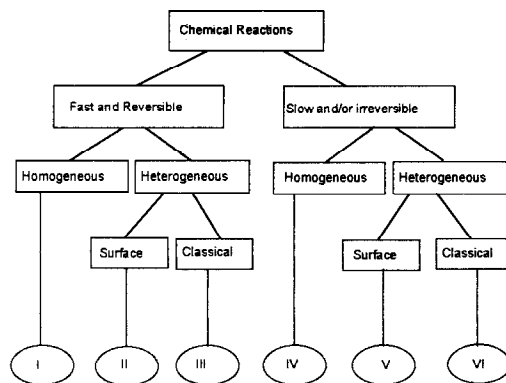 Chemical Reactions
Fast and Reversible
Slow and/or irreversible
Homogeneous
Heterogeneous
Homogeneous
Heterogeneous
Surface
Classical
Surface
Classical
I
II
III
IV
V
VI